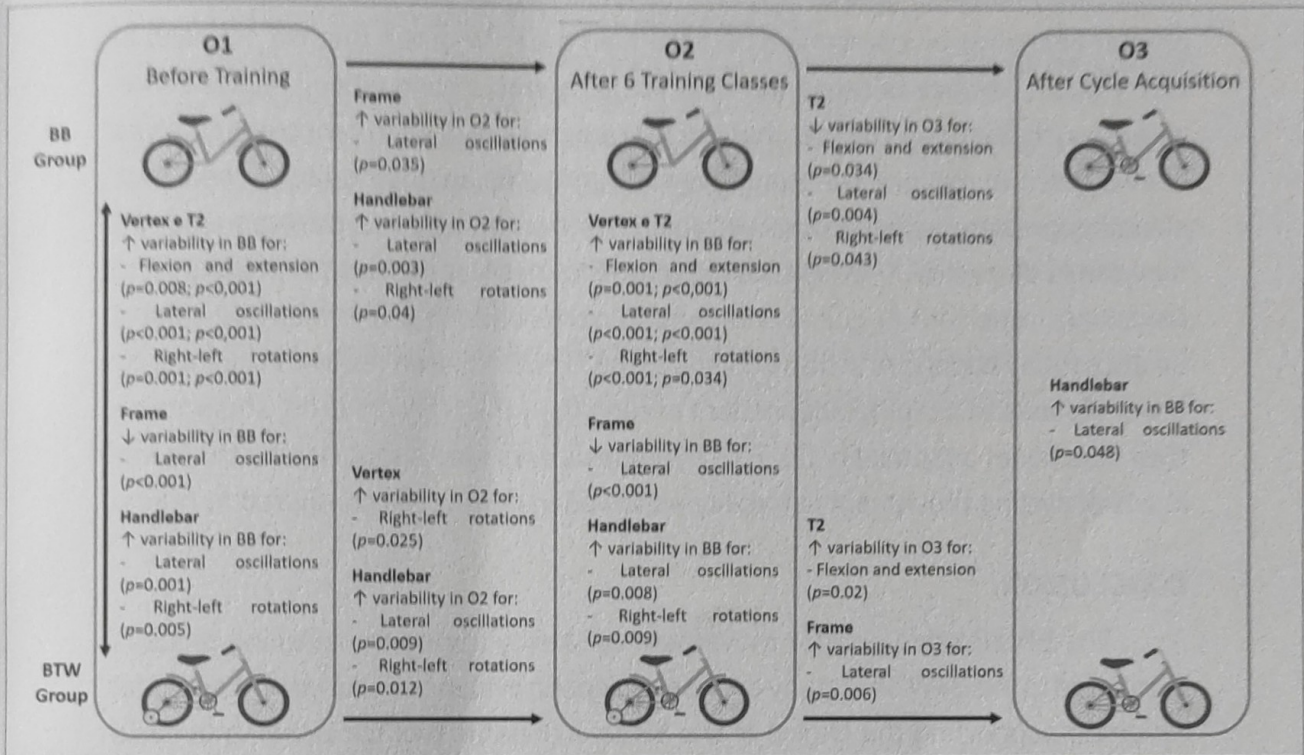 O1
Before Training
BB
Group
Vertex e T2
↑ variability in BB for:
- Flexion and extension
(p=0.008; p<0,001)
- Lateral oscillations
(p<0.001; p<0,001)
- Right-left rotations
(p=0.001; p<0.001)
Frame
↓ variability in BB for:
- Lateral oscillations
(p<0.001)
Handlebar
↑ variability in BB for:
- Lateral oscillations
(p=0.001)
- Right-left rotations
(p=0.005)
BTW
Group
Frame
↑ variability in O2 for:
- Lateral oscillations
(p=0.035)
Handlebar
↑ variability in O2 for:
- Lateral oscillations
(p=0.003)
- Right-left rotations
(p=0.04)
Vertex
↑ variability in O2 for:
- Right-left rotations
(p=0.025)
Handlebar
↑ variability in O2 for:
- Lateral oscillations
(p=0.009)
- Right-left rotations
(p=0.012)
O2
After 6 Training Classes
Vertex e T2
↑ variability in BB for:
- Flexion and extension
(p=0.001; p<0,001)
- Lateral oscillations
(p<0.001; p<0.001)
- Right-left rotations
(p<0.001; p=0.034)
Frame
↓ variability in BB for:
- Lateral oscillations
(p<0.001)
Handlebar
↑ variability in BB for:
- Lateral oscillations
(p=0.008)
- Right-left rotations
(p=0.009)
T2
↓ variability in O3 for:
- Flexion and extension
(p=0.034)
- Lateral oscillations
(p=0.004)
- Right-left rotations
(p=0.043)
T2
↑ variability in O3 for:
- Flexion and extension
(p=0.02)
Frame
↑ variability in O3 for:
- Lateral oscillations
(p=0.006)
O3
After Cycle Acquisition
Handlebar
↑ variability in BB for:
- Lateral oscillations
(p=0.048)